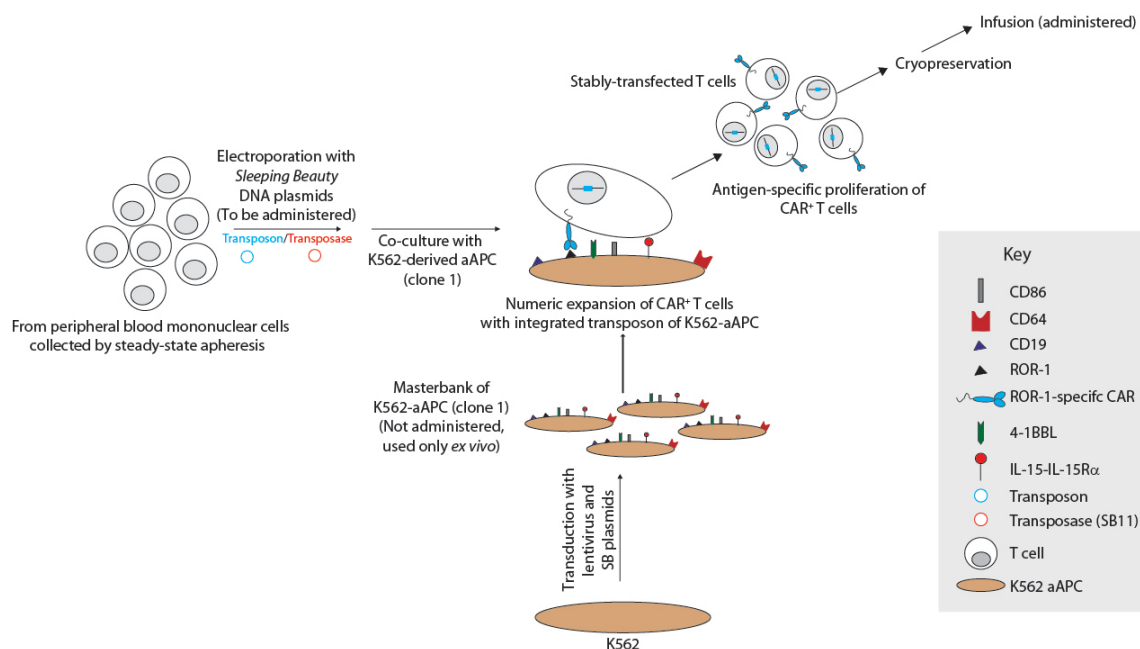 Infusion (administered)
Cryopreservation
Stably-transfected T cells
Antigen-specific proliferation of
CAR⁺ T cells
Electroporation with
Sleeping Beauty
DNA plasmids
(To be administered)
Transposon/Transposase
From peripheral blood mononuclear cells
collected by steady-state apheresis
Co-culture with
K562-derived aAPC
(clone 1)
Numeric expansion of CAR⁺ T cells
with integrated transposon of K562-aAPC
Masterbank of
K562-aAPC (clone 1)
(Not administered,
used only ex vivo)
Transduction with
lentivirus and
SB plasmids
K562
Key
CD86
CD64
CD19
ROR-1
ROR-1-specifc CAR
4-1BBL
IL-15-IL-15Rα
Transposon
Transposase (SB11)
T cell
K562 aAPC